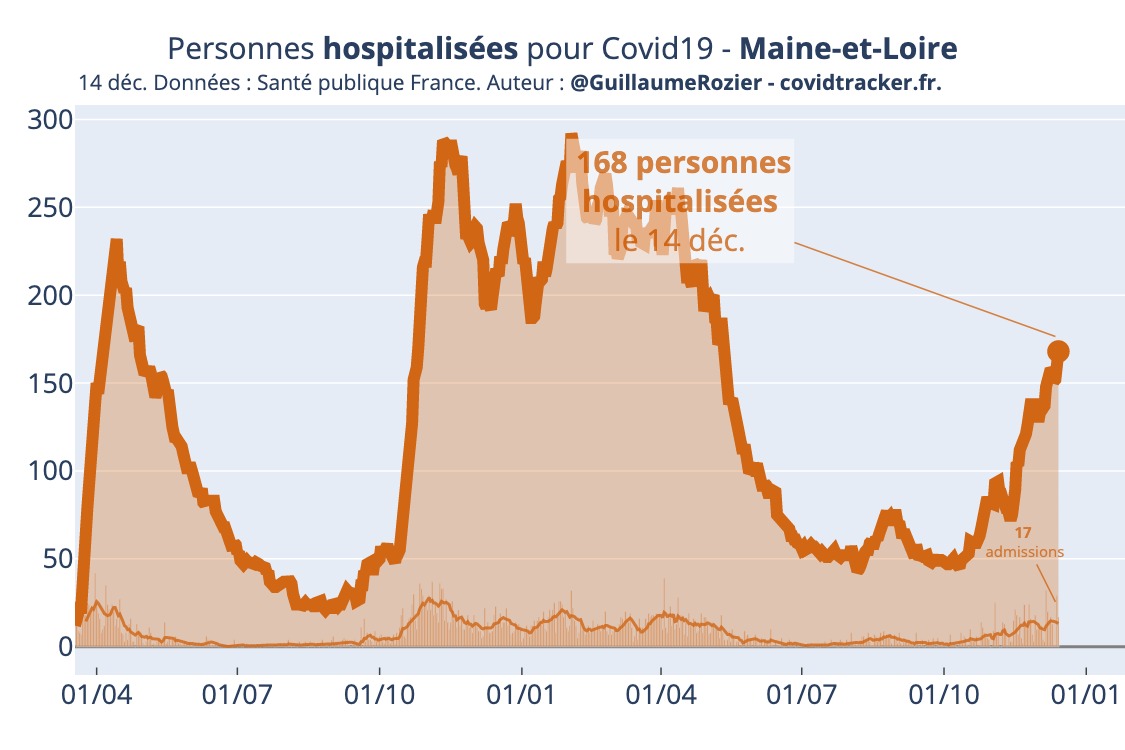 Personnes hospitalisées pour Covid19 - Maine-et-Loire
14 déc. Données : Santé publique France. Auteur : @GuillaumeRozier - covidtracker.fr.
300
168 personnes
hospitalisées
le 14 déc.
250
200
150
100
50
0
17
admissions
01/04 01/07 01/10 01/01 01/04 01/07 01/10 01/01